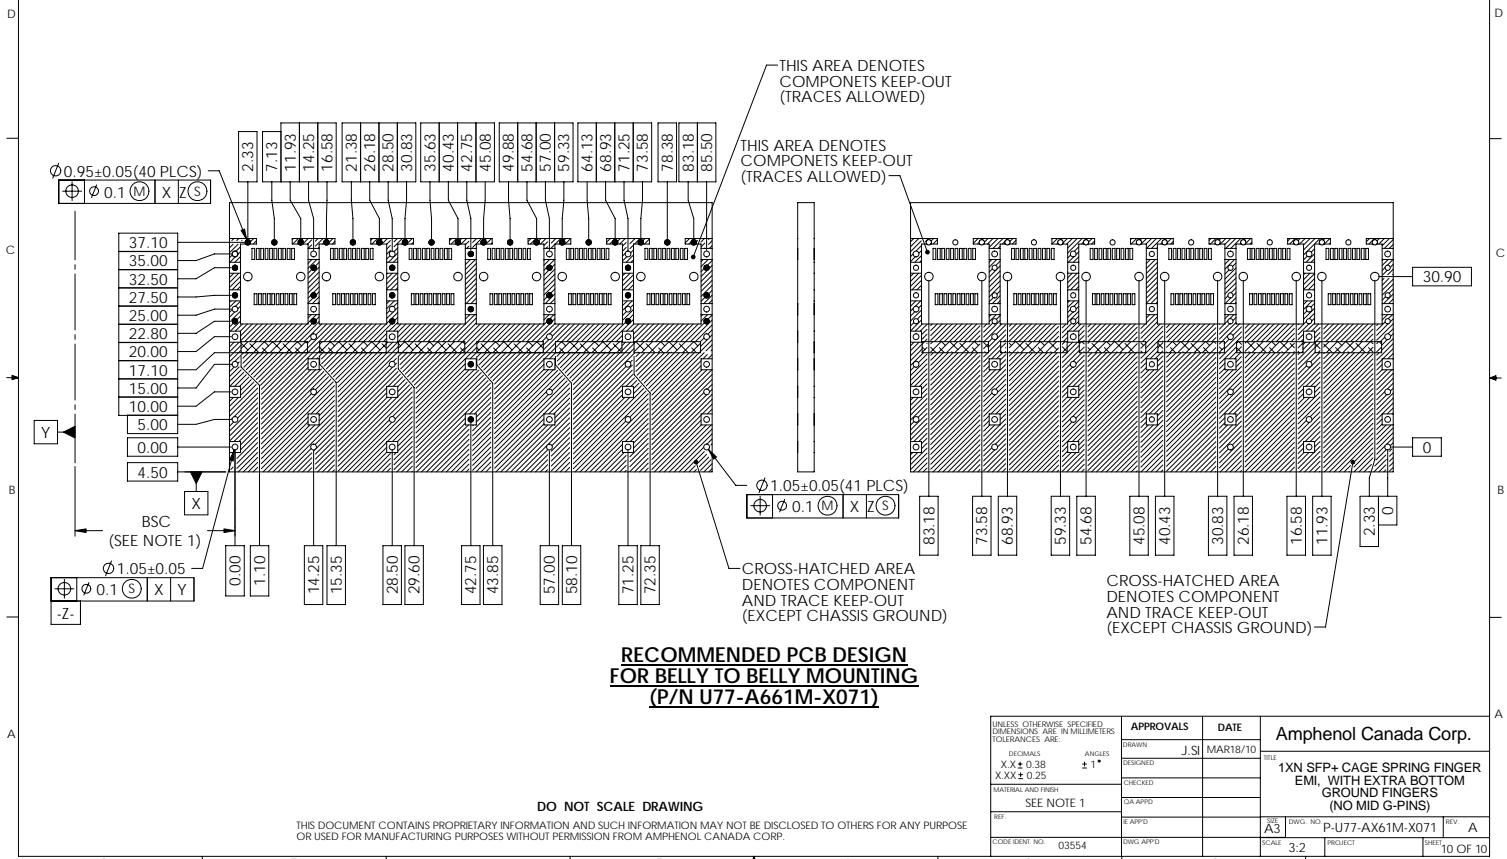 D
D
THIS AREA DENOTES
COMPONETS KEEP-OUT
(TRACES ALLOWED)
THIS AREA DENOTES
COMPONETS KEEP-OUT
(TRACES ALLOWED)
2.33
7.13
11.93
14.25
16.58
21.38
26.18
28.50
30.83
35.63
40.43
42.75
45.08
49.88
54.68
57.00
59.33
64.13
68.93
71.25
73.58
78.38
83.18
85.50
Ø0.95±0.05(40 PLCS)
⌖ Ø 0.1 Ⓜ X ZⓈ
C
C
37.10
35.00
32.50
27.50
25.00
22.80
20.00
17.10
15.00
10.00
5.00
0.00
4.50
30.90
0
Y
X
B
B
BSC
(SEE NOTE 1)
Ø1.05±0.05
⌖ Ø 0.1 Ⓢ X Y
-Z-
0.00
1.10
14.25
15.35
28.50
29.60
42.75
43.85
57.00
58.10
71.25
72.35
Ø1.05±0.05(41 PLCS)
⌖ Ø 0.1 Ⓜ X ZⓈ
83.18
73.58
68.93
59.33
54.68
45.08
40.43
30.83
26.18
16.58
11.93
2.33
0
CROSS-HATCHED AREA
DENOTES COMPONENT
AND TRACE KEEP-OUT
(EXCEPT CHASSIS GROUND)
CROSS-HATCHED AREA
DENOTES COMPONENT
AND TRACE KEEP-OUT
(EXCEPT CHASSIS GROUND)
RECOMMENDED PCB DESIGN
FOR BELLY TO BELLY MOUNTING
(P/N U77-A661M-X071)
A
A
UNLESS OTHERWISE SPECIFIED
DIMENSIONS ARE IN MILLIMETERS
TOLERANCES ARE:
DECIMALS ANGLES
X.X± 0.38 ± 1°
X.XX± 0.25
MATERIAL AND FINISH
SEE NOTE 1
REF.
CODE IDENT. NO. 03554
APPROVALS DATE
DRAWN J.SI MAR18/10
DESIGNED
CHECKED
QA APP'D
IE APP'D
DWG APP'D
Amphenol Canada Corp.
TITLE
1XN SFP+ CAGE SPRING FINGER
EMI, WITH EXTRA BOTTOM
GROUND FINGERS
(NO MID G-PINS)
SIZE A3 DWG. NO. P-U77-AX61M-X071 REV. A
SCALE 3:2 PROJECT SHEET 10 OF 10
DO NOT SCALE DRAWING
THIS DOCUMENT CONTAINS PROPRIETARY INFORMATION AND SUCH INFORMATION MAY NOT BE DISCLOSED TO OTHERS FOR ANY PURPOSE
OR USED FOR MANUFACTURING PURPOSES WITHOUT PERMISSION FROM AMPHENOL CANADA CORP.